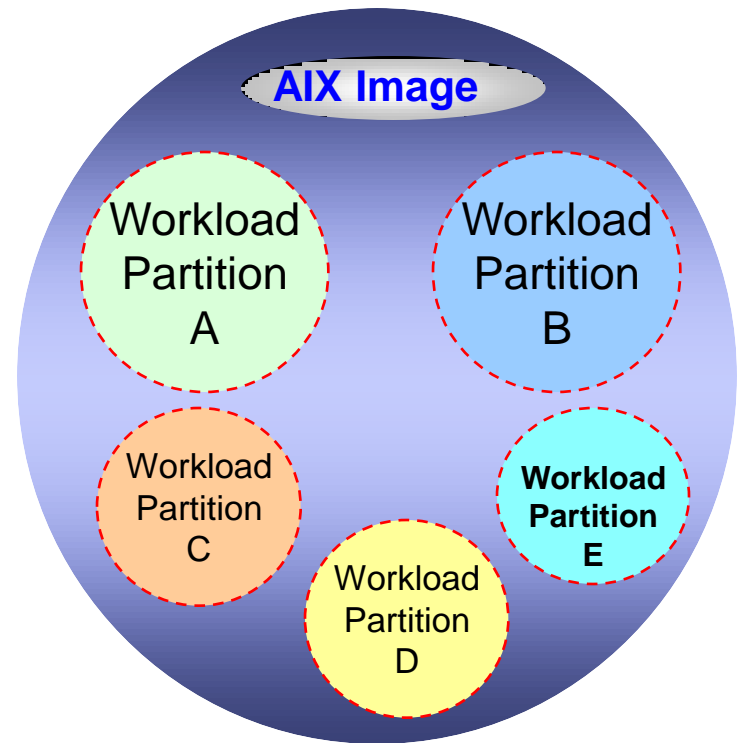 AIX Image
Workload
Partition
A
Workload
Partition
B
Workload
Partition
C
Workload
Partition
E
Workload
Partition
D